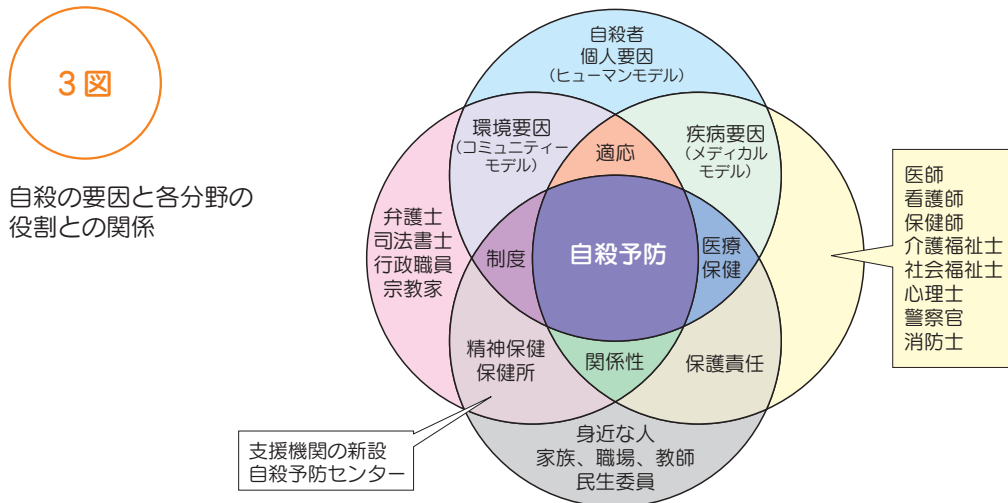 3図
自殺の要因と各分野の
役割との関係
自殺者
個人要因
(ヒューマンモデル)
環境要因
(コミュニティー
モデル)
適応
疾病要因
(メディカル
モデル)
弁護士
司法書士
行政職員
宗教家
制度
自殺予防
医療
保健
医師
看護師
保健師
介護福祉士
社会福祉士
心理士
警察官
消防士
精神保健
保健所
関係性
保護責任
支援機関の新設
自殺予防センター
身近な人
家族、職場、教師
民生委員